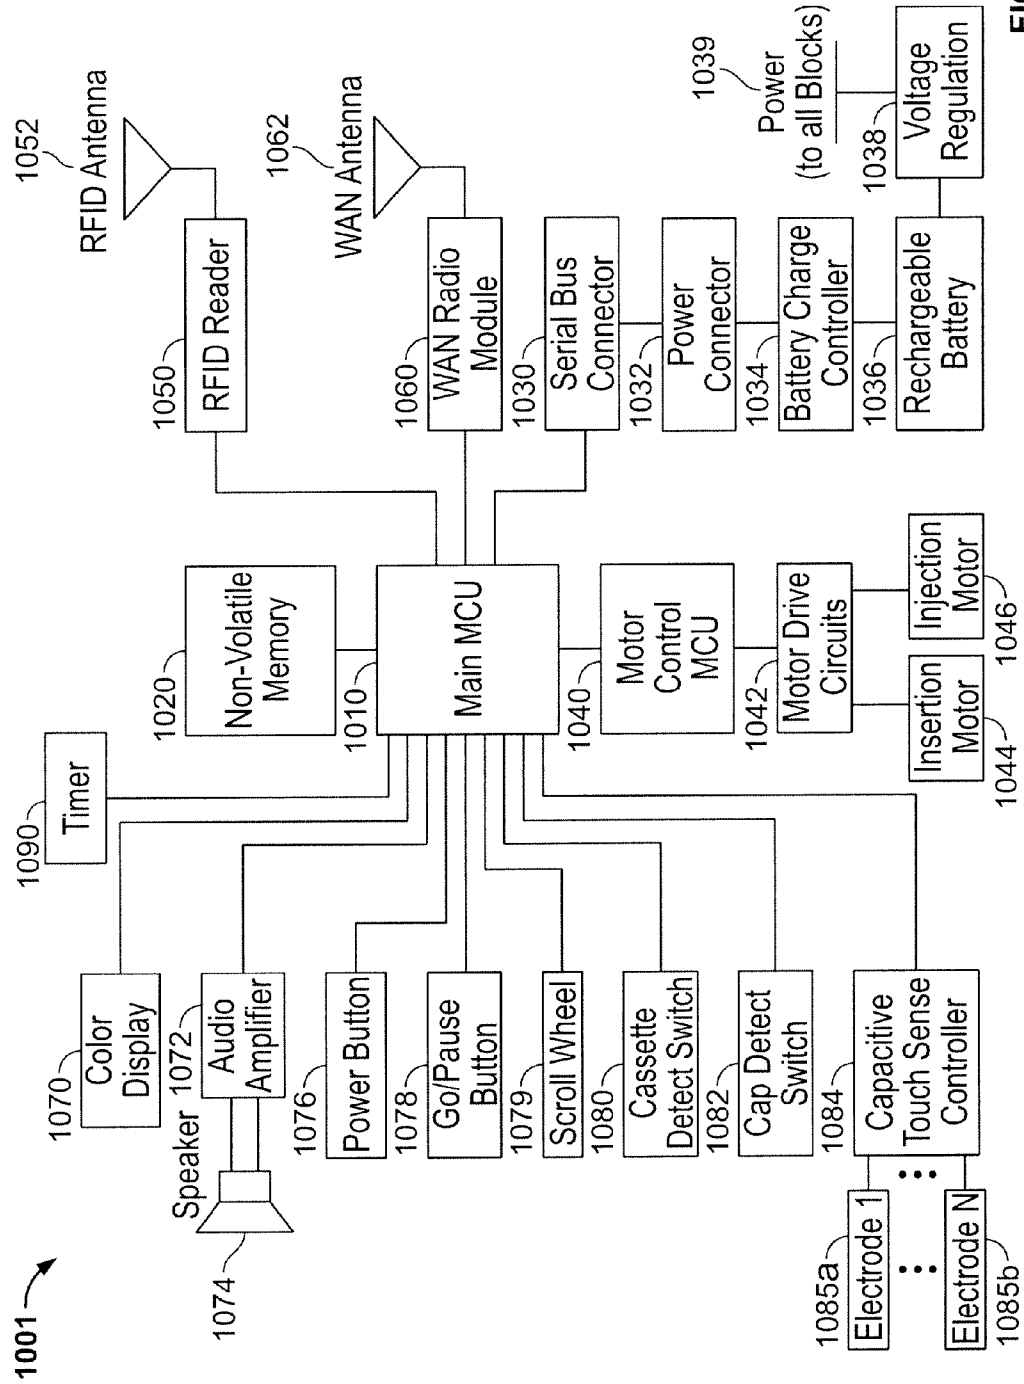 1001
1070
Color
Display
Speaker
1074
1072
Audio
Amplifier
1076
Power Button
1078
Go/Pause
Button
1079
Scroll Wheel
1080
Cassette
Detect Switch
1082
Cap Detect
Switch
1084
Capacitive
Touch Sense
Controller
1085a
Electrode 1
Electrode N
1085b
1090
Timer
1020
Non-Volatile
Memory
1010
Main MCU
1040
Motor
Control
MCU
1042
Motor Drive
Circuits
Insertion
Motor
1044
Injection
Motor
1046
1052
RFID Antenna
1050
RFID Reader
1062
WAN Antenna
1060
WAN Radio
Module
1030
Serial Bus
Connector
1032
Power
Connector
1034
Battery Charge
Controller
1036
Rechargeable
Battery
1039
Power
(to all Blocks)
1038
Voltage
Regulation